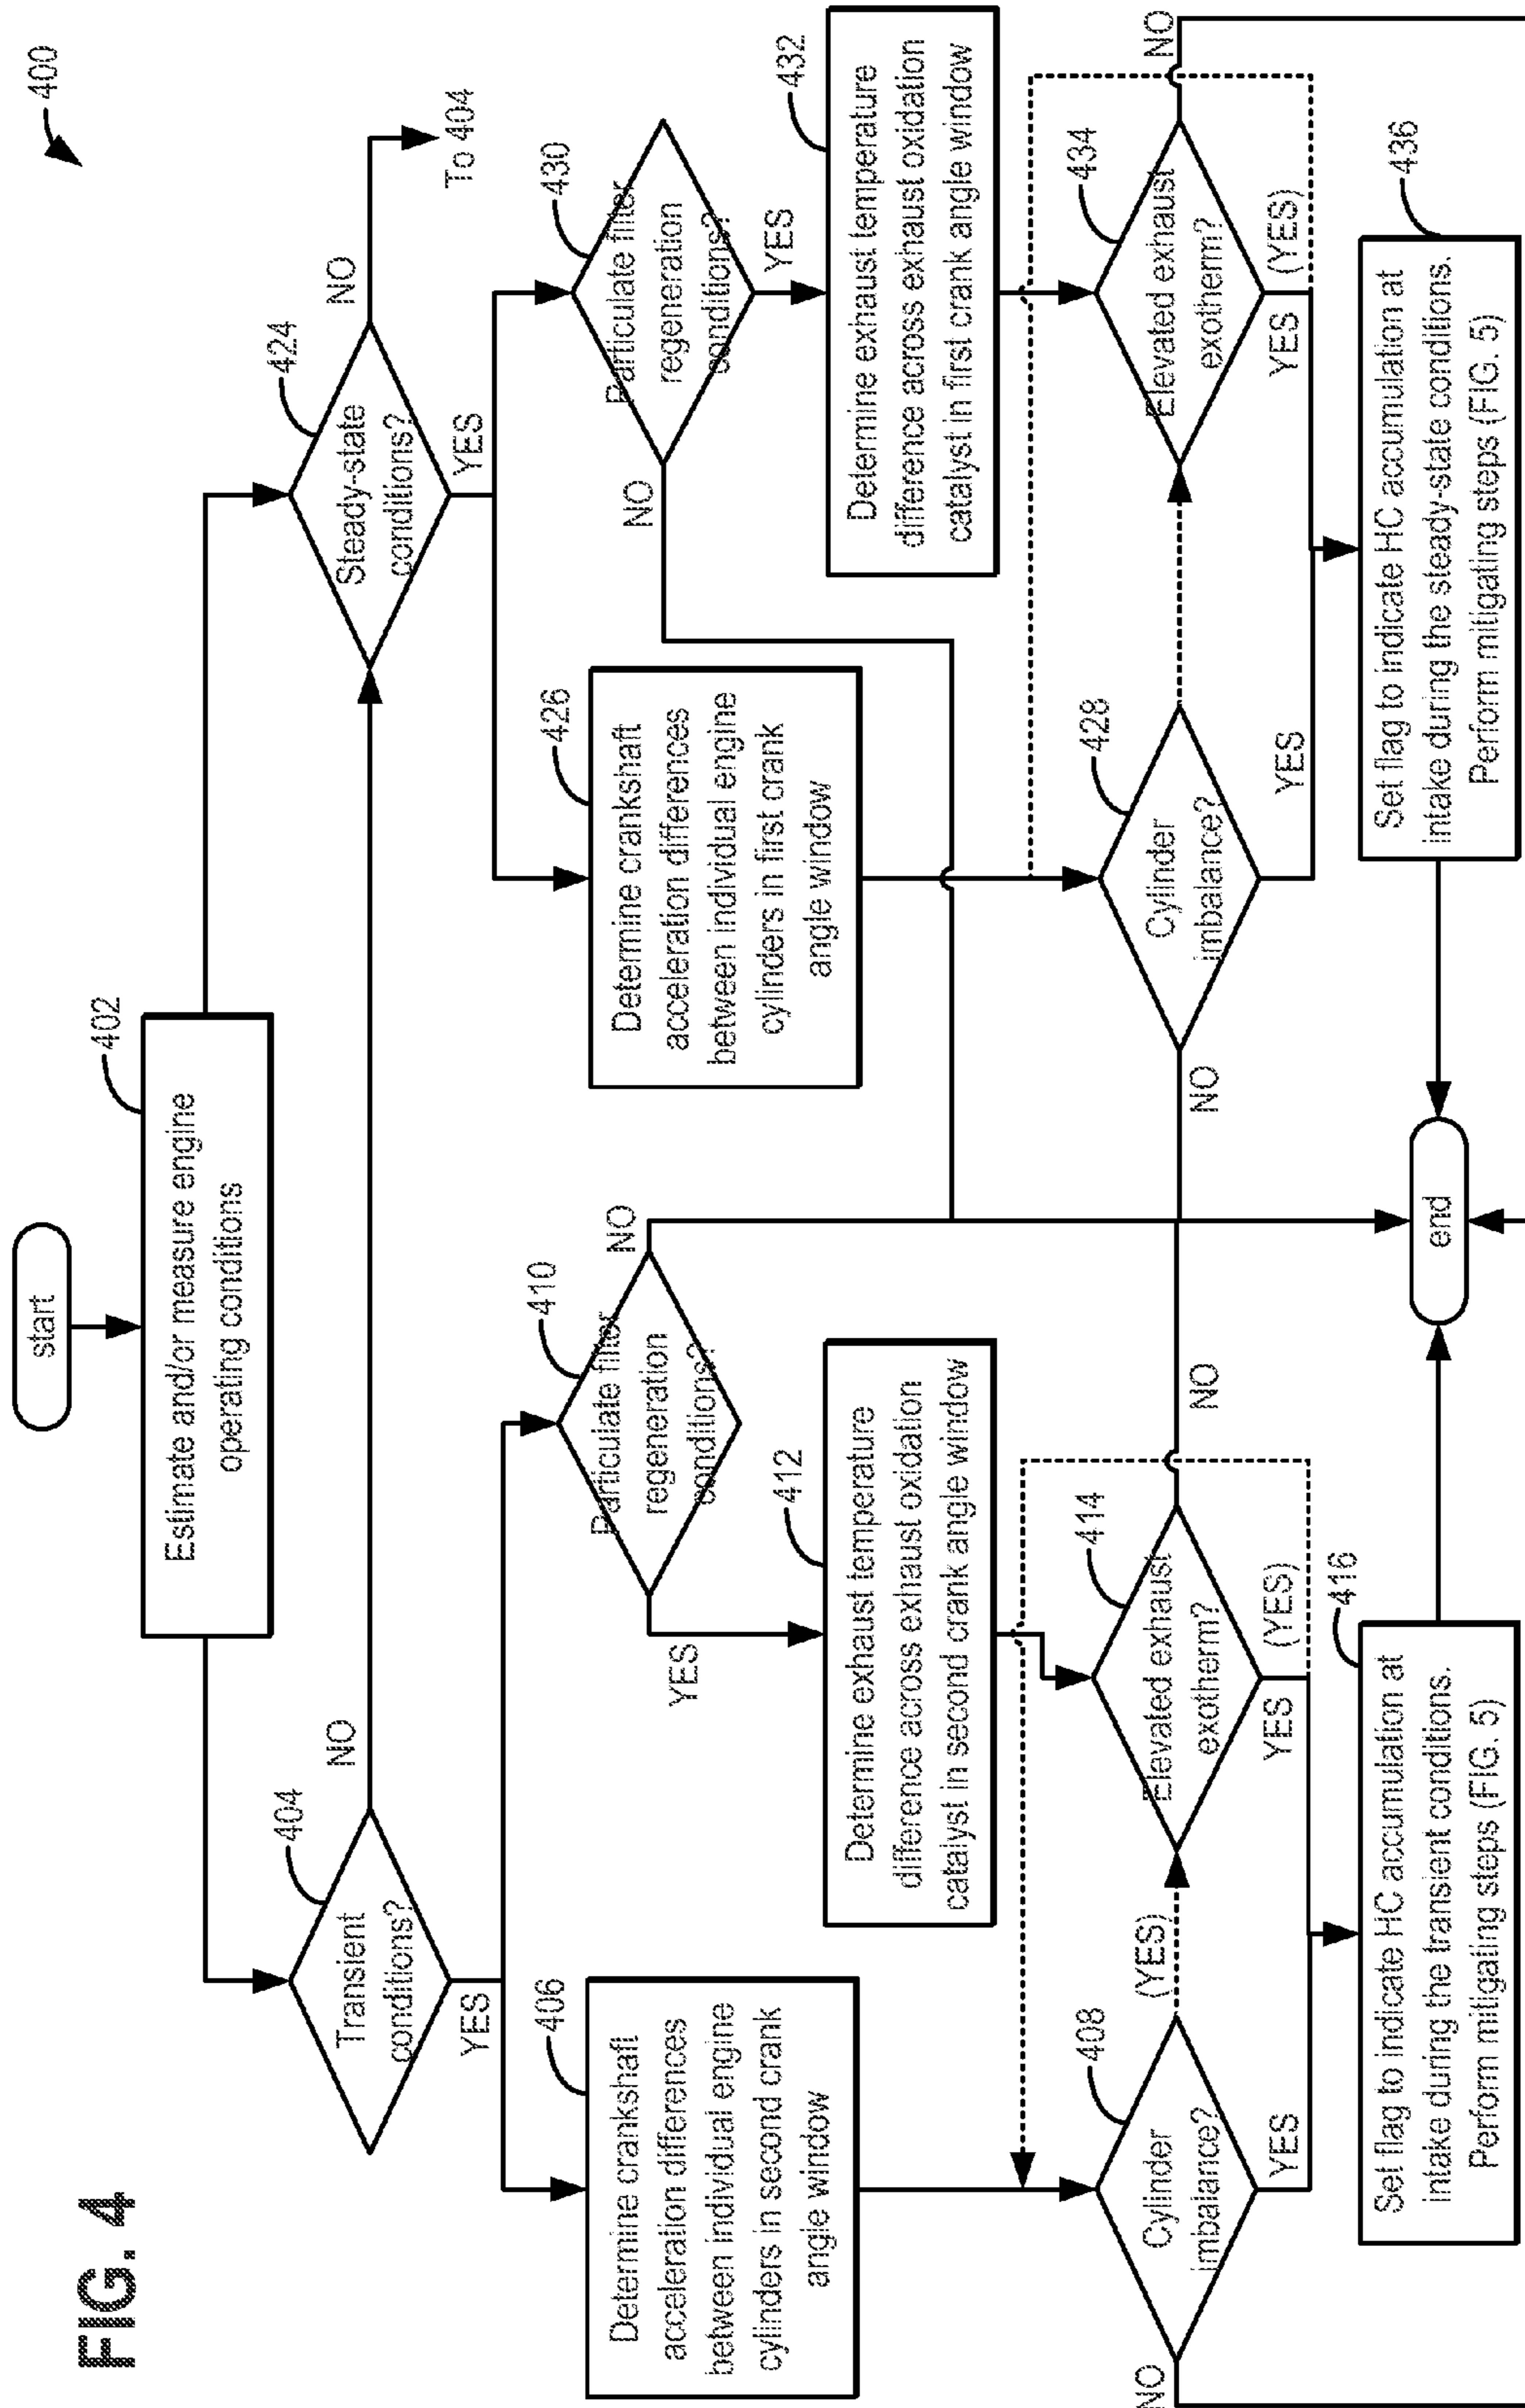 FIG. 4
400
start
402
Estimate and/or measure engine
operating conditions
404
Transient
conditions?
NO
YES
424
Steady-state
conditions?
NO
To 404
YES
406
Determine crankshaft
acceleration differences
between individual engine
cylinders in second crank
angle window
410
Particulate filter
regeneration
conditions?
NO
YES
412
Determine exhaust temperature
difference across exhaust oxidation
catalyst in second crank angle window
426
Determine crankshaft
acceleration differences
between individual engine
cylinders in first crank
angle window
430
Particulate filter
regeneration
conditions?
NO
YES
432
Determine exhaust temperature
difference across exhaust oxidation
catalyst in first crank angle window
408
Cylinder
imbalance?
NO
(YES)
YES
414
Elevated exhaust
exotherm?
NO
YES
(YES)
428
Cylinder
imbalance?
NO
YES
434
Elevated exhaust
exotherm?
NO
YES
(YES)
416
Set flag to indicate HC accumulation at
intake during the transient conditions.
Perform mitigating steps (FIG. 5)
end
436
Set flag to indicate HC accumulation at
intake during the steady-state conditions.
Perform mitigating steps (FIG. 5)